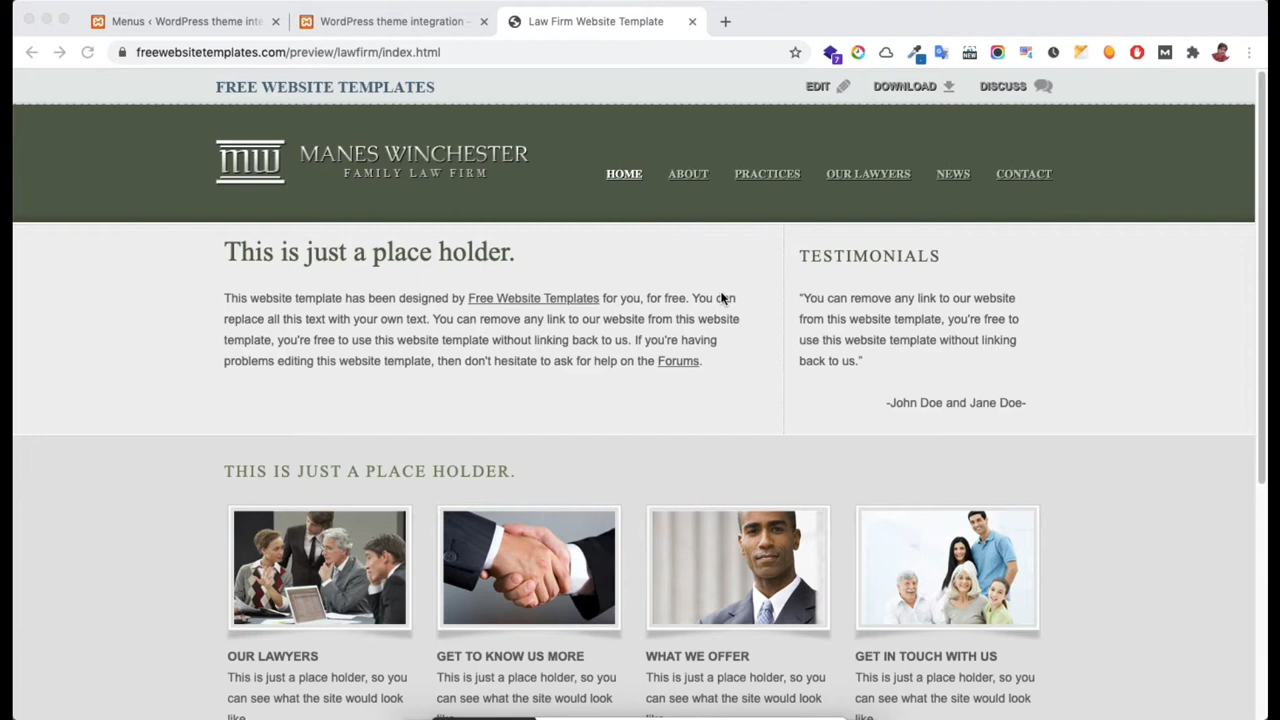 Menus ‹ WordPress theme inte
WordPress theme integration –
Law Firm Website Template
freewebsitetemplates.com/preview/lawfirm/index.html
7
NEW
FREE WEBSITE TEMPLATES
EDIT
DOWNLOAD
DISCUSS
mw
MANES WINCHESTER
FAMILY LAW FIRM
HOME
ABOUT
PRACTICES
OUR LAWYERS
NEWS
CONTACT
This is just a place holder.
This website template has been designed by Free Website Templates for you, for free. You can
replace all this text with your own text. You can remove any link to our website from this website
template, you're free to use this website template without linking back to us. If you're having
problems editing this website template, then don't hesitate to ask for help on the Forums.
TESTIMONIALS
“You can remove any link to our website
from this website template, you're free to
use this website template without linking
back to us.”
-John Doe and Jane Doe-
THIS IS JUST A PLACE HOLDER.
OUR LAWYERS
This is just a place holder, so you
can see what the site would look
like.
GET TO KNOW US MORE
This is just a place holder, so you
can see what the site would look
like.
WHAT WE OFFER
This is just a place holder, so you
can see what the site would look
like.
GET IN TOUCH WITH US
This is just a place holder, so you
can see what the site would look
like.